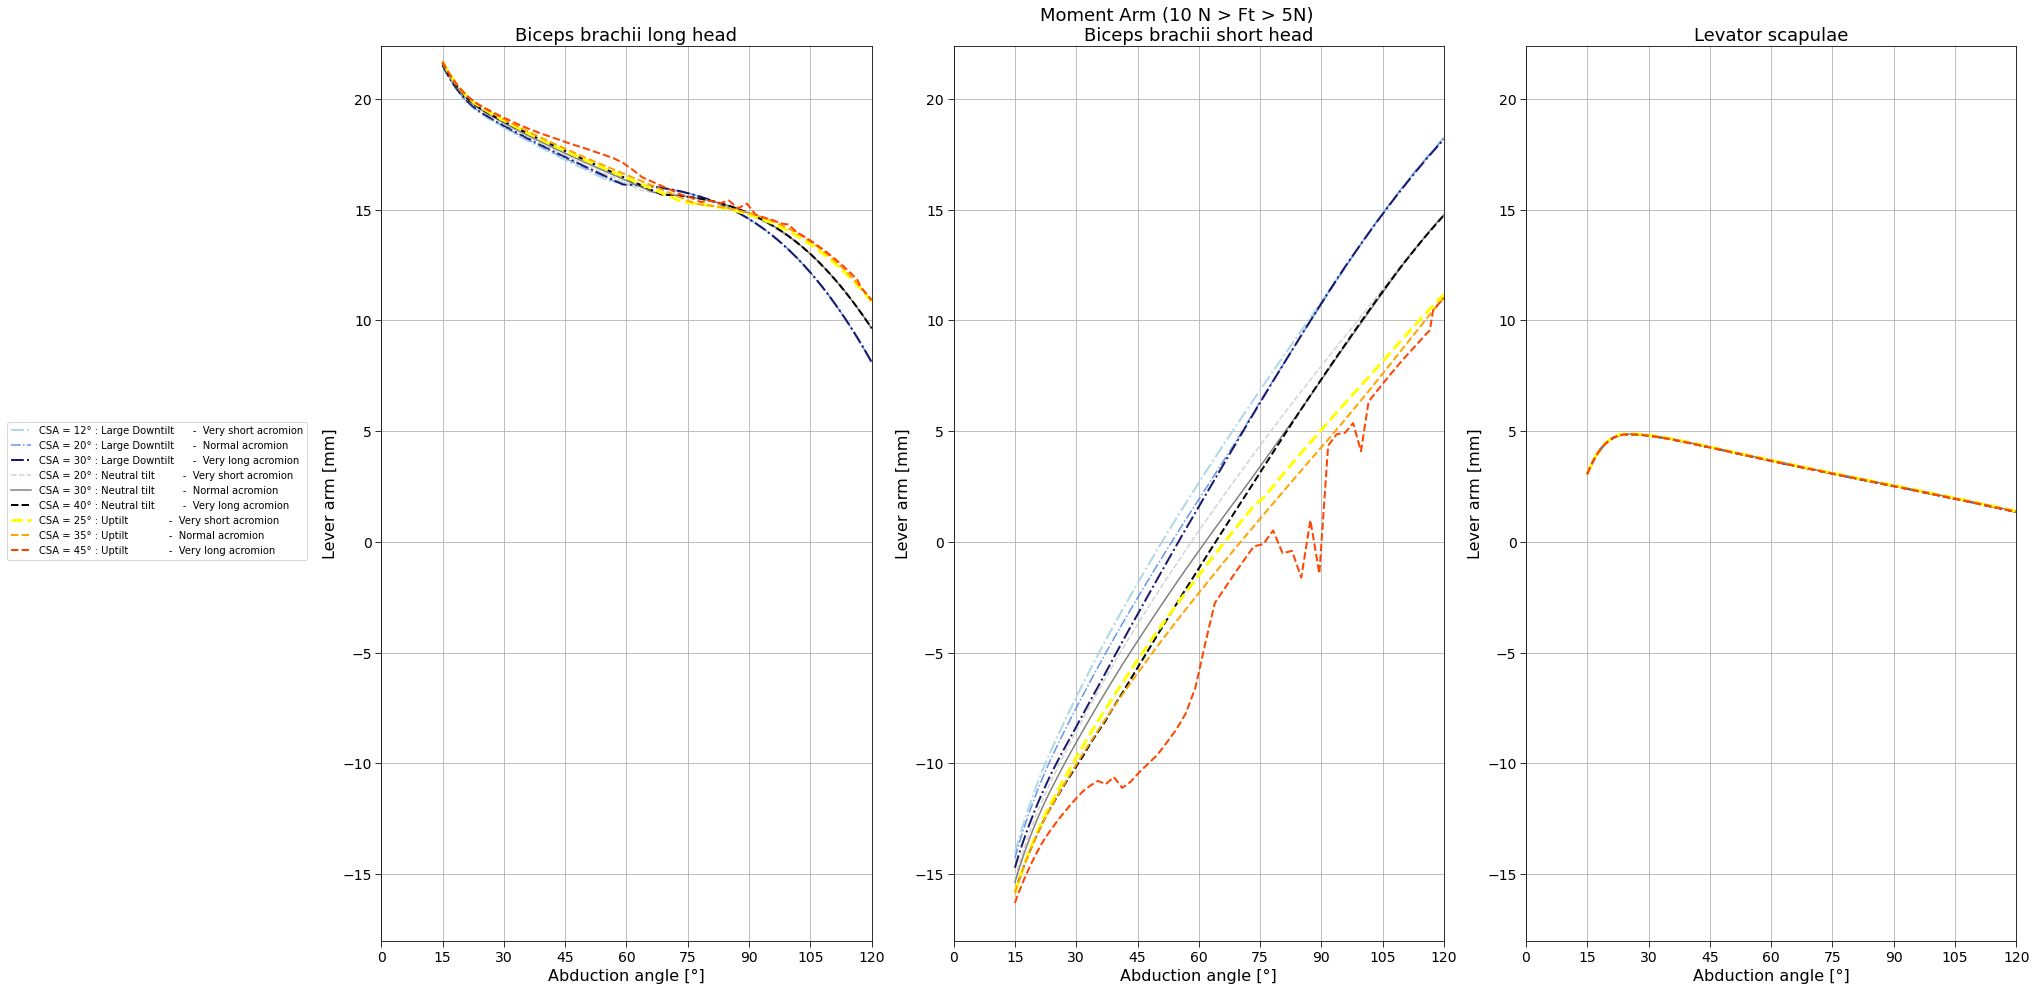 Moment Arm (10 N > Ft > 5N)
Biceps brachii long head
Biceps brachii short head
Levator scapulae
CSA = 12° : Large Downtilt - Very short acromion
CSA = 20° : Large Downtilt - Normal acromion
CSA = 30° : Large Downtilt - Very long acromion
CSA = 20° : Neutral tilt - Very short acromion
CSA = 30° : Neutral tilt - Normal acromion
CSA = 40° : Neutral tilt - Very long acromion
CSA = 25° : Uptilt - Very short acromion
CSA = 35° : Uptilt - Normal acromion
CSA = 45° : Uptilt - Very long acromion
Lever arm [mm]
20
15
10
5
0
−5
−10
−15
0 15 30 45 60 75 90 105 120
Abduction angle [°]
Lever arm [mm]
20
15
10
5
0
−5
−10
−15
0 15 30 45 60 75 90 105 120
Abduction angle [°]
Lever arm [mm]
20
15
10
5
0
−5
−10
−15
0 15 30 45 60 75 90 105 120
Abduction angle [°]